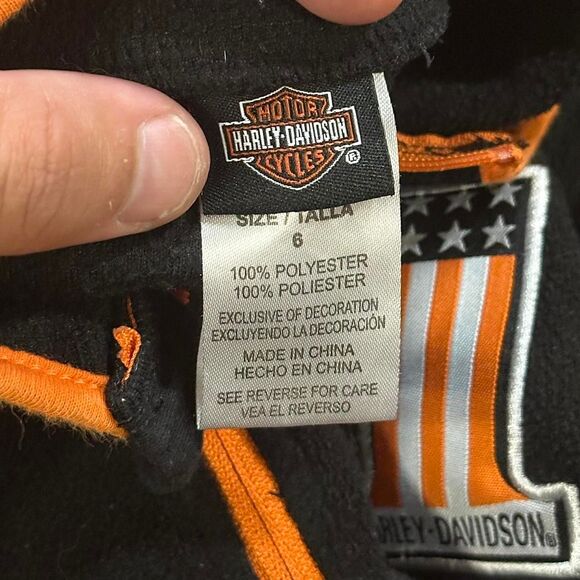 MOTOR
HARLEY-DAVIDSON
CYCLES®
SIZE / TALLA
6
100% POLYESTER
100% POLIESTER
EXCLUSIVE OF DECORATION
EXCLUYENDO LA DECORACIÓN
MADE IN CHINA
HECHO EN CHINA
SEE REVERSE FOR CARE
VEA EL REVERSO
RLEY-DAVIDSON®